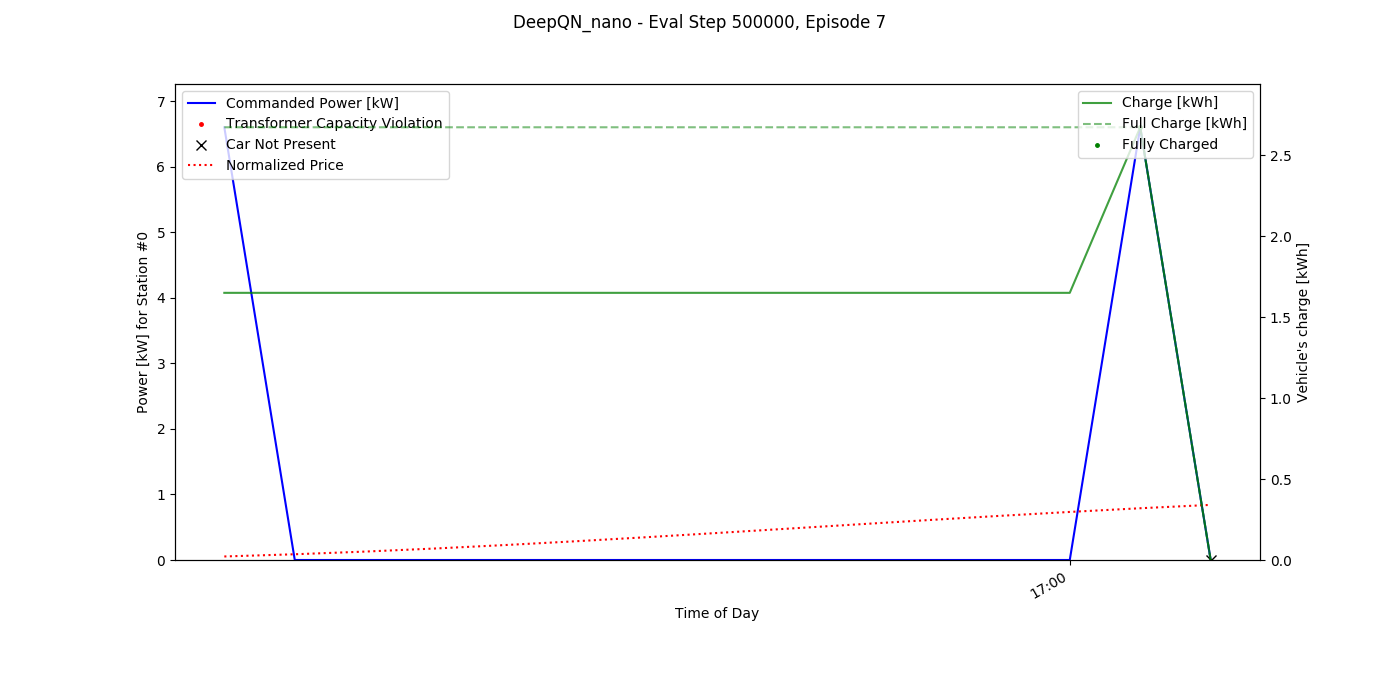 DeepQN_nano - Eval Step 500000, Episode 7
Commanded Power [kW]
Transformer Capacity Violation
Car Not Present
Normalized Price
Charge [kWh]
Full Charge [kWh]
Fully Charged
7
6
5
4
3
2
1
0
Power [kW] for Station #0
2.5
2.0
1.5
1.0
0.5
0.0
Vehicle's charge [kWh]
17:00
Time of Day